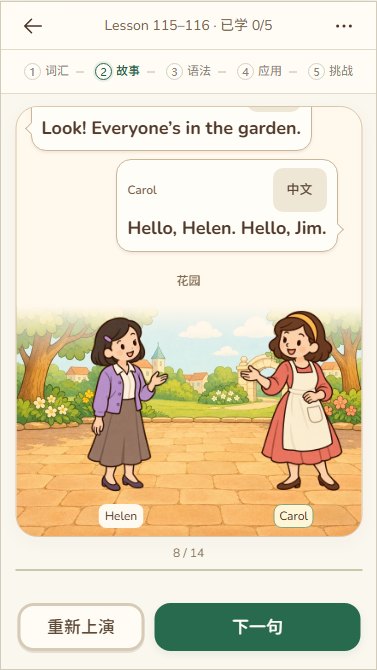 Lesson 115–116 · 已学 0/5
1 词汇 – 2 故事 – 3 语法 – 4 应用 – 5 挑战
Look! Everyone’s in the garden.
Carol 中文
Hello, Helen. Hello, Jim.
花园
Helen Carol
8 / 14
重新上演 下一句